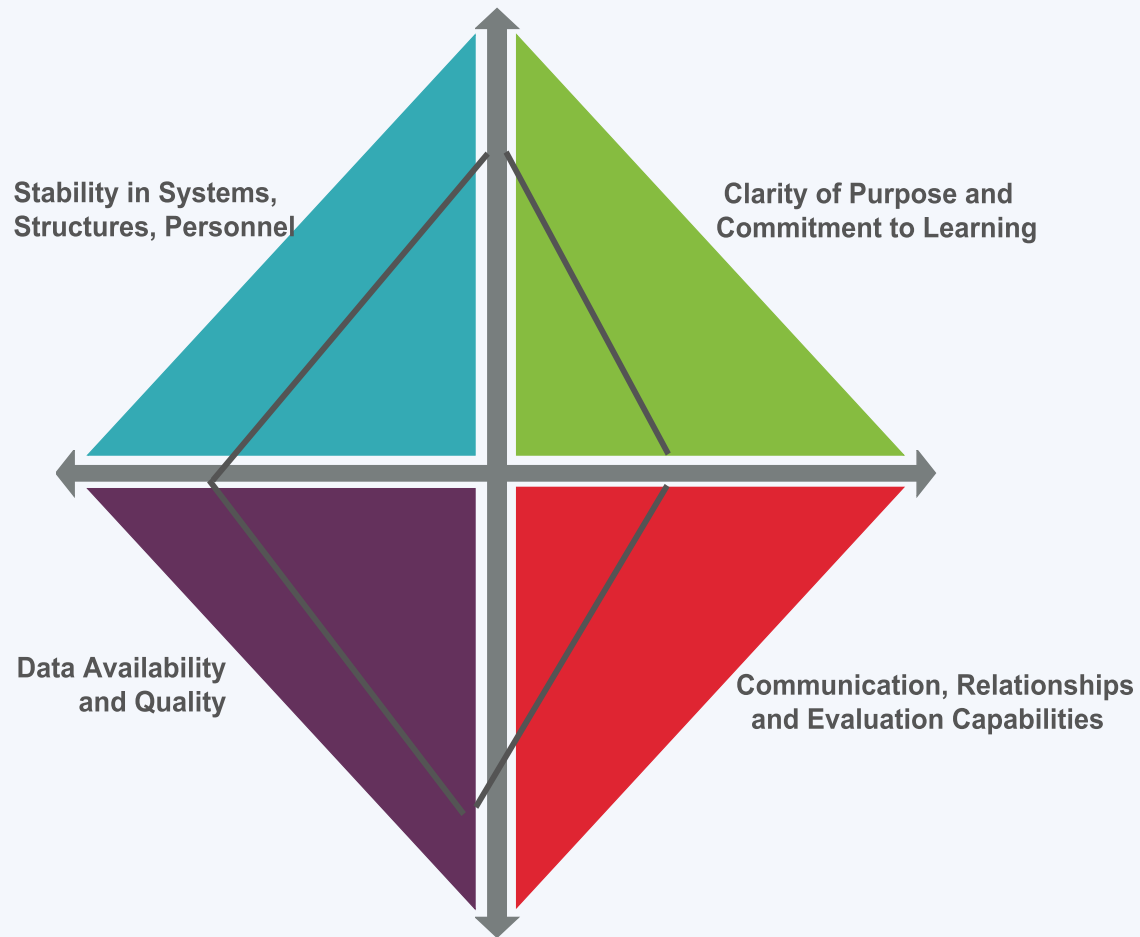 Stability in Systems,
Structures, Personnel
Clarity of Purpose and
Commitment to Learning
Data Availability
and Quality
Communication, Relationships
and Evaluation Capabilities